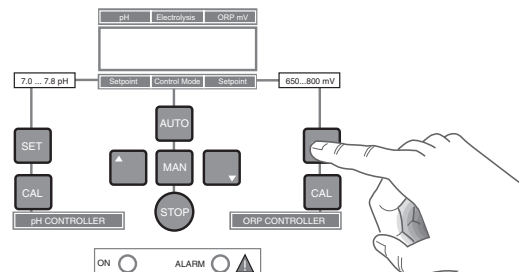 pH Electrolysis ORP mV
7.0 ... 7.8 pH Setpoint Control Mode Setpoint 650...800 mV
AUTO
SET
MAN
CAL CAL
STOP
pH CONTROLLER ORP CONTROLLER
ON ALARM